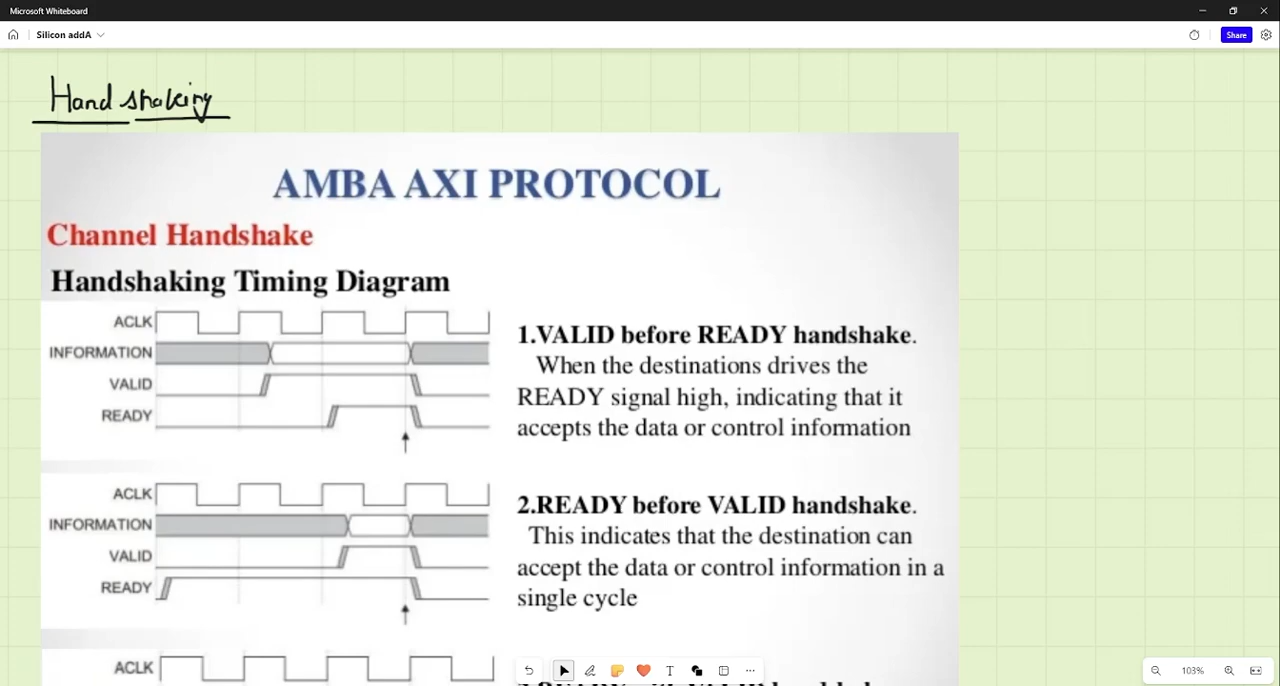 Microsoft Whiteboard
Silicon addA
Share
Hand shaking
AMBA AXI PROTOCOL
Channel Handshake
Handshaking Timing Diagram
ACLK
INFORMATION
VALID
READY
1.VALID before READY handshake.
When the destinations drives the
READY signal high, indicating that it
accepts the data or control information
ACLK
INFORMATION
VALID
READY
2.READY before VALID handshake.
This indicates that the destination can
accept the data or control information in a
single cycle
ACLK
T
103%